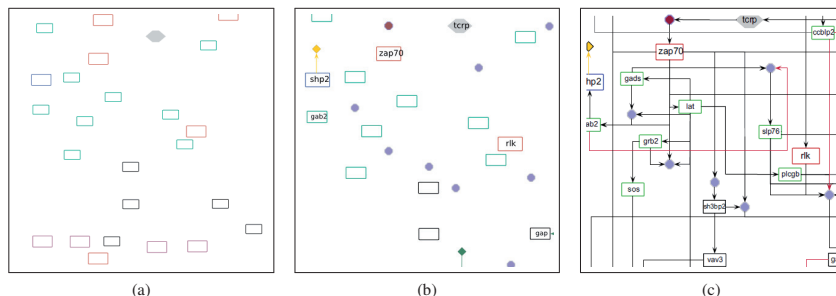 tcrp
zap70
shp2
gab2
rlk
gap
tcrp
ccblp2
zap70
hp2
gads
lat
ab2
slp76
grb2
rlk
plcgb
sos
sh3bp2
vav3
(a)
(b)
(c)